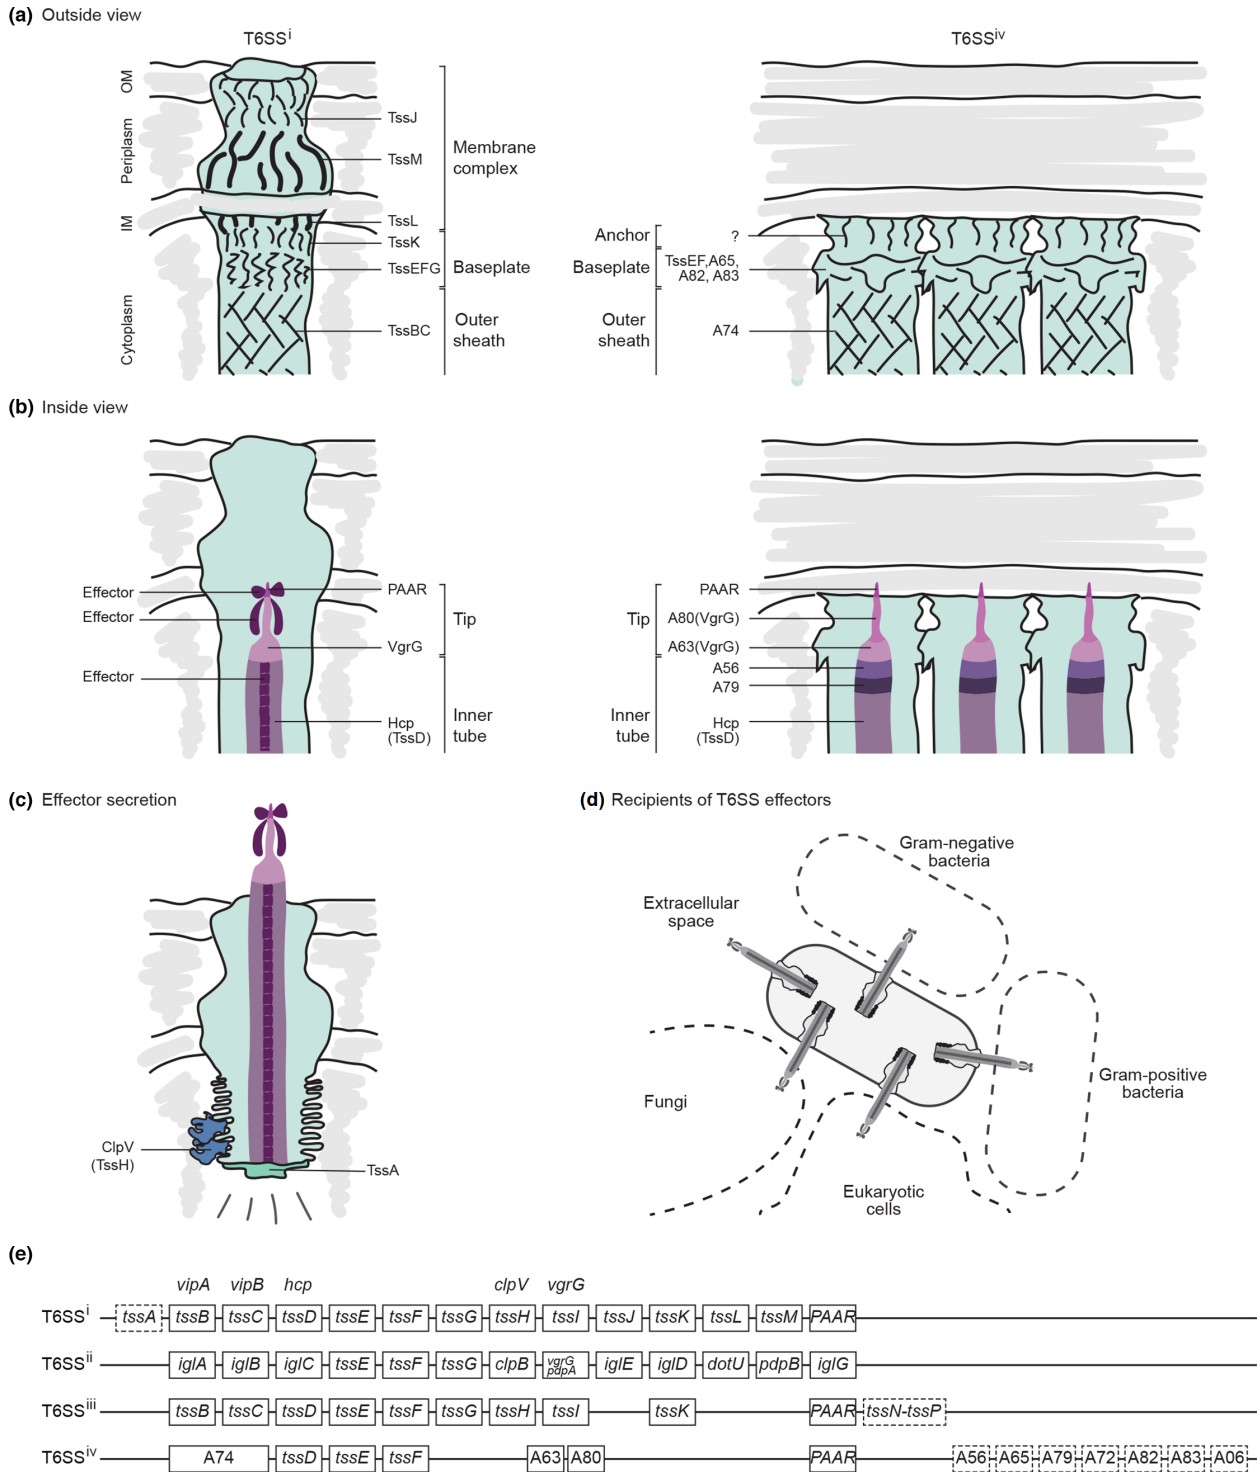 (a) Outside view
T6SSi
T6SSiv
OM
Periplasm
IM
Cytoplasm
TssJ
TssM
TssL
TssK
TssEFG
TssBC
Membrane
complex
Baseplate
Outer
sheath
Anchor
Baseplate
Outer
sheath
?
TssEF,A65,
A82, A83
A74
(b) Inside view
Effector
Effector
Effector
PAAR
VgrG
Hcp
(TssD)
Tip
Inner
tube
Tip
Inner
tube
PAAR
A80(VgrG)
A63(VgrG)
A56
A79
Hcp
(TssD)
(c) Effector secretion
ClpV
(TssH)
TssA
(d) Recipients of T6SS effectors
Gram-negative
bacteria
Extracellular
space
Fungi
Gram-positive
bacteria
Eukaryotic
cells
(e)
vipA vipB hcp clpV vgrG
T6SSi tssA tssB tssC tssD tssE tssF tssG tssH tssI tssJ tssK tssL tssM PAAR
T6SSii iglA iglB iglC tssE tssF tssG clpB vgrG pdpA iglE iglD dotU pdpB iglG
T6SSiii tssB tssC tssD tssE tssF tssG tssH tssI tssK PAAR tssN-tssP
T6SSiv A74 tssD tssE tssF A63 A80 PAAR A56 A65 A79 A72 A82 A83 A06